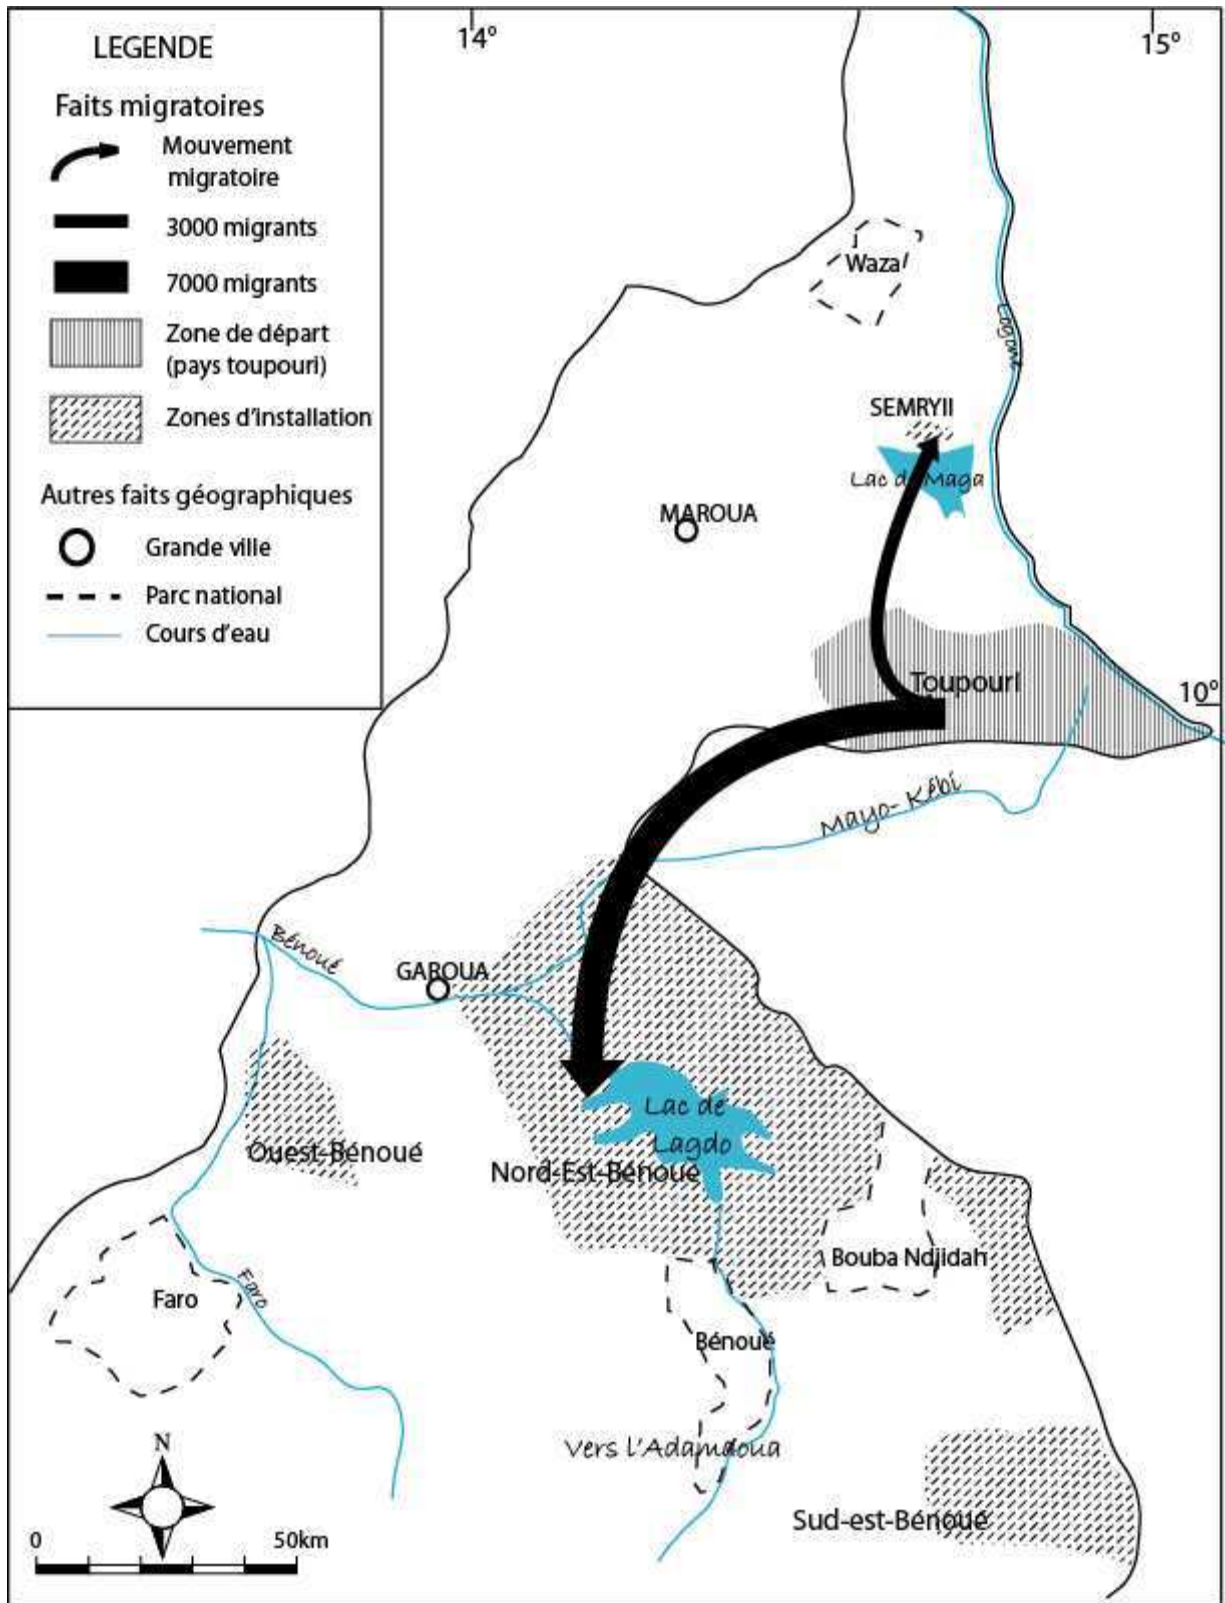 LEGENDE
Faits migratoires
Mouvement
migratoire
3000 migrants
7000 migrants
Zone de départ
(pays toupouri)
Zones d'installation
Autres faits géographiques
Grande ville
Parc national
Cours d'eau
14°
15°
Waza
Logone
SEMRYII
Lac de Maga
MAROUA
Toupouri
10°
Mayo-Kébi
Bénoué
GAROUA
Lac de
Lagdo
Ouest-Bénoué
Nord-Est-Bénoué
Bouba Ndjidah
Faro
Faro
Bénoué
Vers l'Adamaoua
Sud-est-Bénoué
N
0
50km